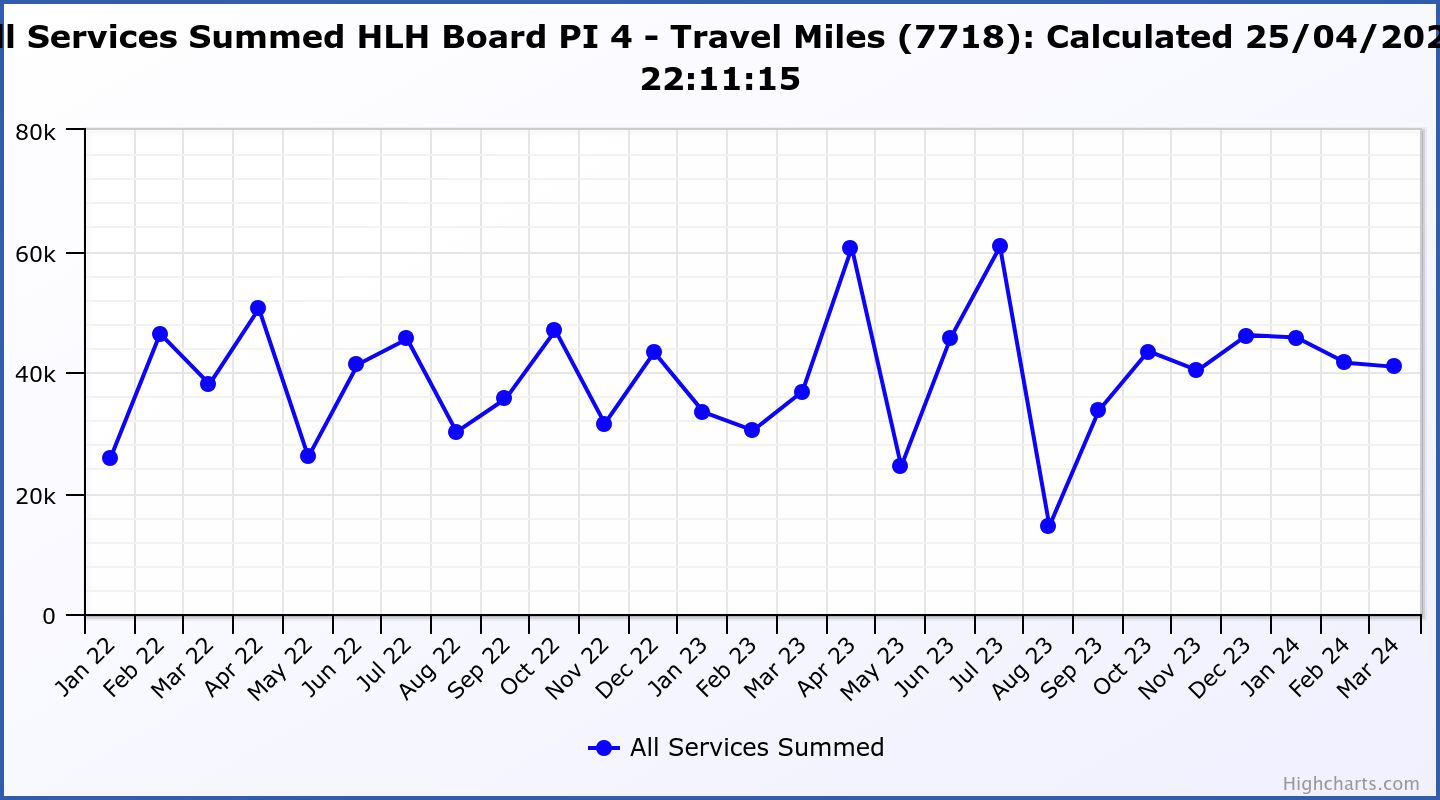 ll Services Summed HLH Board PI 4 - Travel Miles (7718): Calculated 25/04/202
22:11:15
80k
60k
40k
20k
0
Jan 22
Feb 22
Mar 22
Apr 22
May 22
Jun 22
Jul 22
Aug 22
Sep 22
Oct 22
Nov 22
Dec 22
Jan 23
Feb 23
Mar 23
Apr 23
May 23
Jun 23
Jul 23
Aug 23
Sep 23
Oct 23
Nov 23
Dec 23
Jan 24
Feb 24
Mar 24
All Services Summed
Highcharts.com